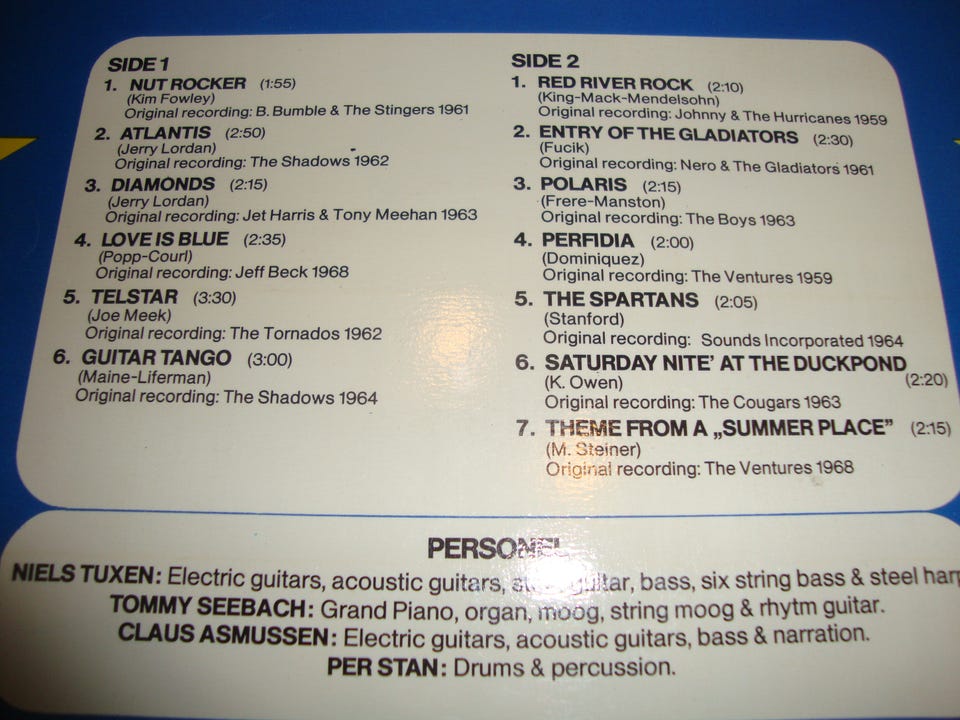 SIDE 1
1. NUT ROCKER (1:55)
(Kim Fowley)
Original recording: B. Bumble & The Stingers 1961
2. ATLANTIS (2:50)
(Jerry Lordan)
Original recording: The Shadows 1962
3. DIAMONDS (2:15)
(Jerry Lordan)
Original recording: Jet Harris & Tony Meehan 1963
4. LOVE IS BLUE (2:35)
(Popp-Courl)
Original recording: Jeff Beck 1968
5. TELSTAR (3:30)
(Joe Meek)
Original recording: The Tornados 1962
6. GUITAR TANGO (3:00)
(Maine-Liferman)
Original recording: The Shadows 1964
SIDE 2
1. RED RIVER ROCK (2:10)
(King-Mack-Mendelsohn)
Original recording: Johnny & The Hurricanes 1959
2. ENTRY OF THE GLADIATORS (2:30)
(Fucik)
Original recording: Nero & The Gladiators 1961
3. POLARIS (2:15)
(Frere-Manston)
Original recording: The Boys 1963
4. PERFIDIA (2:00)
(Dominiquez)
Original recording: The Ventures 1959
5. THE SPARTANS (2:05)
(Stanford)
Original recording: Sounds Incorporated 1964
6. SATURDAY NITE' AT THE DUCKPOND
(2:20)
(K. Owen)
Original recording: The Cougars 1963
7. THEME FROM A „SUMMER PLACE” (2:15)
(M. Steiner)
Original recording: The Ventures 1968
PERSONEL
NIELS TUXEN: Electric guitars, acoustic guitars, guitar, bass, six string bass & steel harp
TOMMY SEEBACH: Grand Piano, organ, moog, string moog & rhytm guitar.
CLAUS ASMUSSEN: Electric guitars, acoustic guitars, bass & narration.
PER STAN: Drums & percussion.